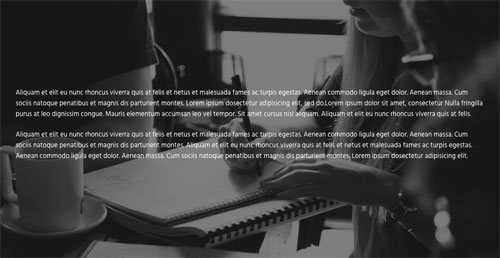 Aliquam et elit eu nunc rhoncus viverra quis at felis et netus et malesuada fames ac turpis egestas. Aenean commodo ligula eget dolor. Aenean massa. Cum
sociis natoque penatibus et magnis dis parturient montes. Lorem ipsum dosectetur adipisicing elit, sed do.Lorem ipsum dolor sit amet, consectetur Nulla fringilla
purus at leo dignissim congue. Mauris elementum accumsan leo vel tempor. Sit amet cursus nisl aliquam. Aliquam et elit eu nunc rhoncus viverra quis at felis.
Aliquam et elit eu nunc rhoncus viverra quis at felis et netus et malesuada fames ac turpis egestas. Aenean commodo ligula eget dolor. Aenean massa. Cum
sociis natoque penatibus et magnis dis parturient montes. Aliquam et elit eu nunc rhoncus viverra quis at felis et netus et malesuada fames ac turpis egestas.
Aenean commodo ligula eget dolor. Aenean massa. Cum sociis natoque penatibus et magnis dis parturient montes. Lorem ipsum dosectetur adipisicing elit.